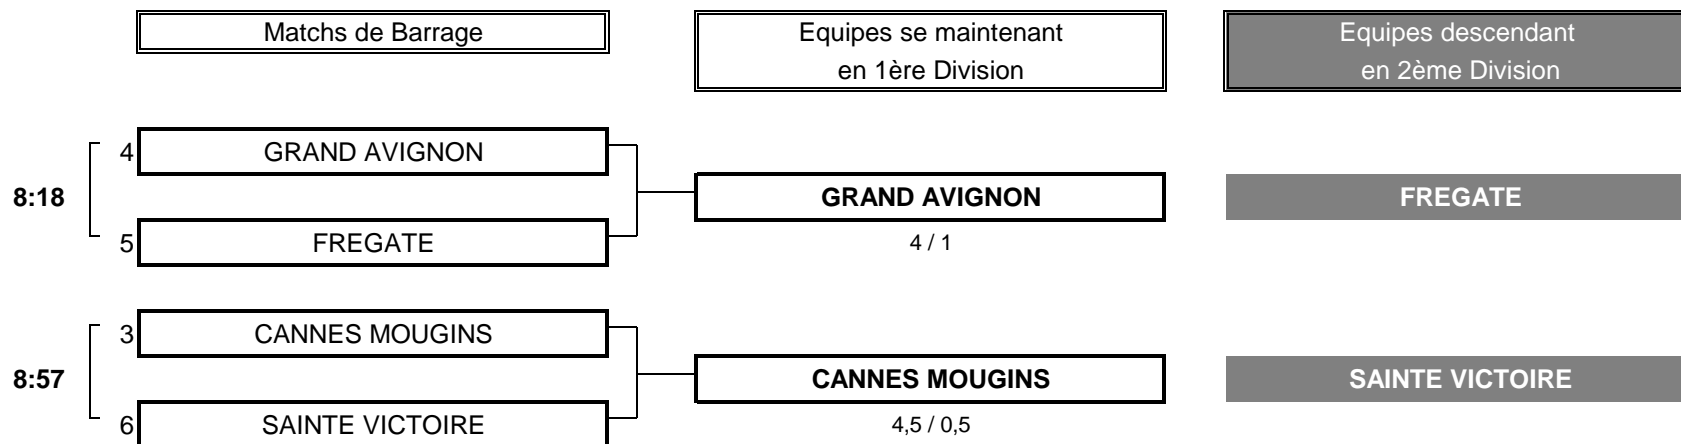 Matchs de Barrage
Equipes se maintenant
en 1ère Division
Equipes descendant
en 2ème Division
4 GRAND AVIGNON
8:18
GRAND AVIGNON
FREGATE
5 FREGATE
4 / 1
3 CANNES MOUGINS
8:57
CANNES MOUGINS
SAINTE VICTOIRE
6 SAINTE VICTOIRE
4,5 / 0,5